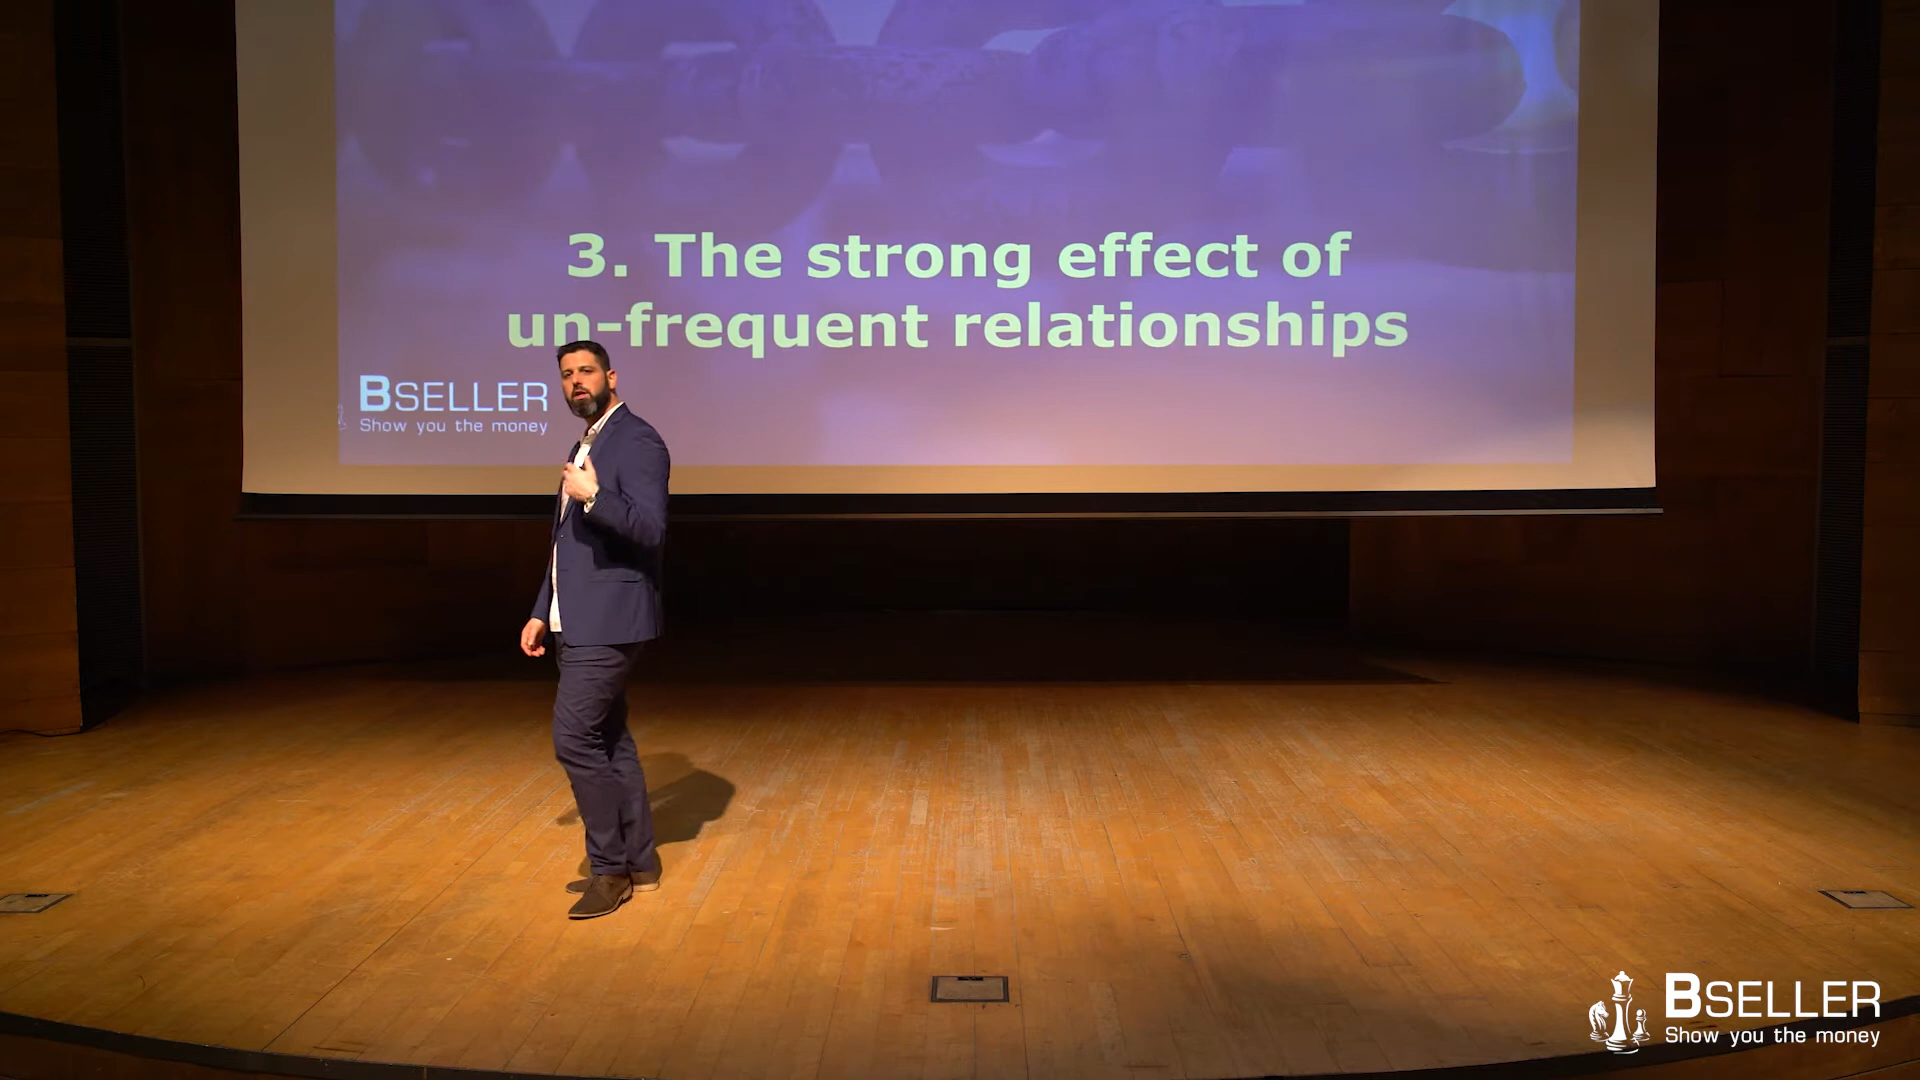 3. The strong effect of
un-frequent relationships
BSELLER
Show you the money
BSELLER
Show you the money